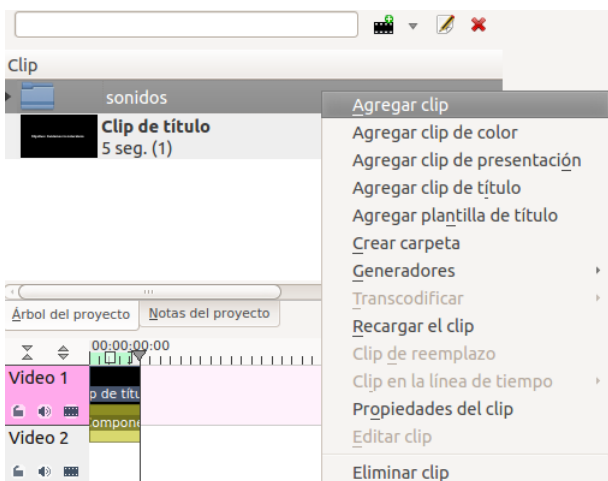 Clip
sonidos
Clip de título
5 seg. (1)
Agregar clip
Agregar clip de color
Agregar clip de presentación
Agregar clip de título
Agregar plantilla de título
Crear carpeta
Generadores
Transcodificar
Recargar el clip
Clip de reemplazo
Clip en la línea de tiempo
Propiedades del clip
Editar clip
Eliminar clip
Árbol del proyecto
Notas del proyecto
00:00:00:00
Video 1
o de títu
ompone
Video 2